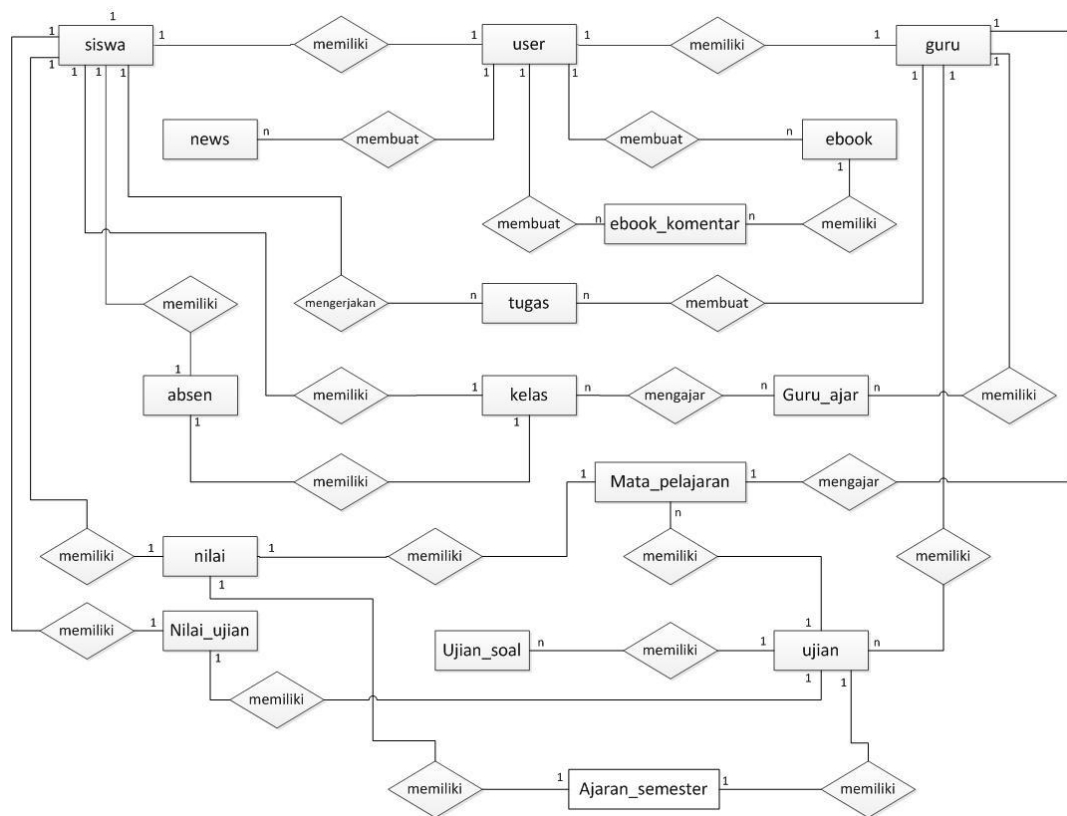 1
1 siswa 1 memiliki 1 user 1 memiliki 1 guru 1
1 1 1 1 1 1 1 1 1 1
news n membuat membuat n ebook
1
membuat n ebook_komentar n memiliki
memiliki mengerjakan n tugas n membuat
1
absen memiliki 1 kelas n mengajar n Guru_ajar n memiliki
1 1
memiliki
1 Mata_pelajaran 1 mengajar
n
memiliki 1 nilai 1 memiliki memiliki memiliki
1
memiliki 1 Nilai_ujian Ujian_soal n memiliki 1 ujian n
1
1 1 1
memiliki
memiliki 1 Ajaran_semester 1 memiliki